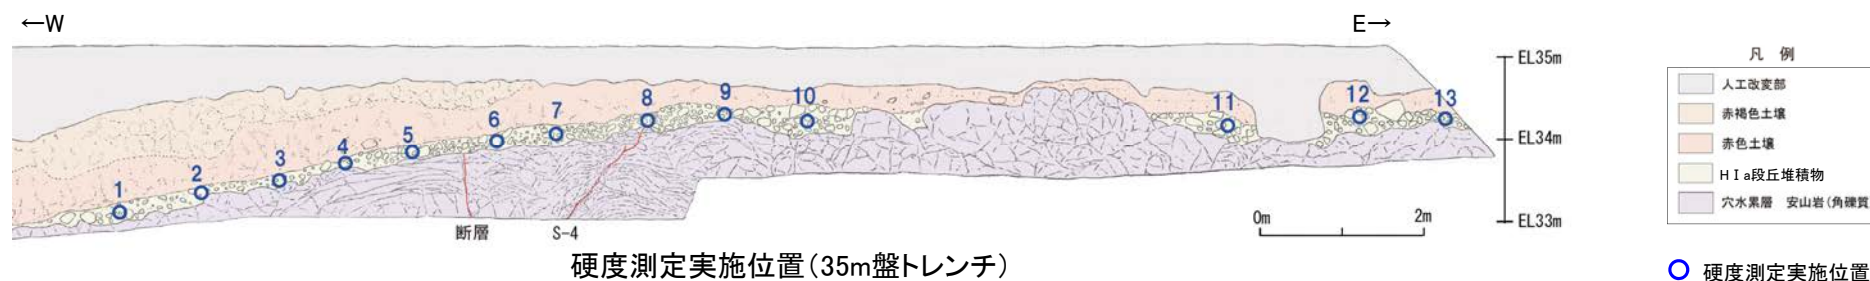 ←W
E→
1
2
3
4
5
6
7
8
9
10
11
12
13
EL35m
EL34m
EL33m
0m
2m
断層
S-4
硬度測定実施位置（35m盤トレンチ）
凡 例
人工改変部
赤褐色土壌
赤色土壌
HⅠa段丘堆積物
穴水累層 安山岩(角礫質
硬度測定実施位置